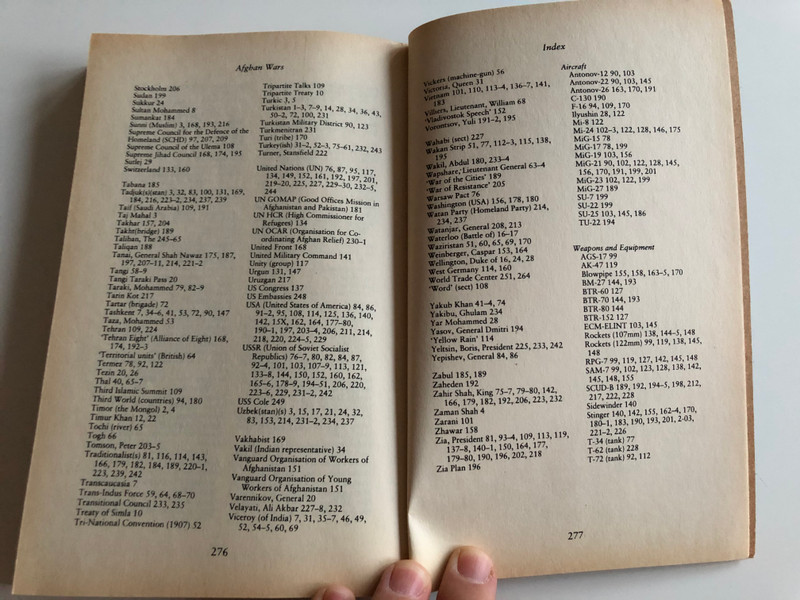 Afghan Wars
Stockholm 206
Sudan 199
Sukkur 24
Sultan Mohammed 8
Sumankar 184
Sunni (Muslim) 3, 168, 193, 216
Supreme Council for the Defence of the
Homeland (SCHD) 97, 207, 209
Supreme Council of the Ulema 108
Supreme Jihad Council 168, 174, 195
Sutlej 29
Switzerland 133, 160
Tabana 185
Tadjuk(s)(stan) 3, 32, 83, 100, 131, 169,
184, 216, 223–2, 234, 237, 239
Taif (Saudi Arabia) 109, 191
Taj Mahal 3
Takhar 157, 204
Takht(bridge) 189
Taliban, The 245–65
Taliqan 188
Tanai, General Shah Nawaz 175, 187,
197, 207–11, 214, 221–2
Tangi 58–9
Tangi Taraki Pass 20
Taraki, Mohammed 79, 82–9
Tazin Kot 217
Tartar (brigade) 72
Tashkent 7, 34–6, 41, 53, 72, 90, 147
Taza, Mohammed 53
Tehran 109, 224
'Tehran Eight' (Alliance of Eight) 168,
174, 192–3
'Territorial units' (British) 64
Termez 78, 92, 122
Tezin 20, 26
Thal 40, 65–7
Third Islamic Summit 109
Third World (countries) 94, 180
Timor (the Mongol) 2, 4
Timur Khan 12, 22
Tochi (river) 65
Togh 66
Tomson, Peter 203–5
Traditionalist(s) 81, 116, 114, 143,
166, 179, 182, 184, 189, 220–1,
223, 239, 242
Transcaucasia 7
Trans-Indus Force 59, 64, 68–70
Transitional Council 233, 235
Treaty of Simla 10
Tri-National Convention (1907) 52
Tripartite Talks 109
Tripartite Treaty 10
Turkic 3, 5
Turkistan 1–3, 7–9, 14, 28, 34, 36, 43,
50–2, 72, 100, 231
Turkistan Military District 90, 123
Turkmenitran 231
Turi (tribe) 170
Turkey(ish) 31–2, 52–3, 75–61, 232, 243
Turner, Stansfield 222
United Nations (UN) 76, 87, 95, 117,
134, 149, 152, 161, 192, 197, 201,
219–20, 225, 227, 229–30, 232–5,
244
UN GOMAP (Good Offices Mission in
Afghanistan and Pakistan) 181
UN HCR (High Commissioner for
Refugees) 134
UN OCAR (Organisation for Co-
ordinating Afghan Relief) 230–1
United Front 168
United Military Command 141
Unity (group) 117
Urgun 131, 147
Uruzgan 217
US Congress 137
US Embassies 248
USA (United States of America) 84, 86,
91–2, 95, 108, 114, 125, 136, 140,
142, 15X, 162, 164, 177–80,
190–1, 197, 203–4, 206, 211, 214,
218, 220, 224–5, 229
USSR (Union of Soviet Socialist
Republics) 76–7, 80, 82, 84, 87,
92–4, 101, 103, 107–9, 113, 121,
133–8, 144, 150, 152, 160, 162,
165–6, 178–9, 194–51, 206, 220,
223–6, 229, 231–2, 242
USS Cole 249
Uzbek(stan)(s) 3, 15, 17, 21, 24, 32,
83, 153, 214, 231–2, 234, 237
Vakhabist 169
Vakil (Indian representative) 34
Vanguard Organisation of Workers of
Afghanistan 151
Vanguard Organisation of Young
Workers of Afghanistan 151
Varennikov, General 20
Velayati, Ali Akbar 227–8, 232
Viceroy (of India) 7, 31, 35–7, 46, 49,
52, 54–5, 60, 69
276
Index
Vickers (machine-gun) 56
Victoria, Queen 31
Vietnam 101, 110, 113–4, 136–7, 141,
183
Villiers, Lieutenant, William 68
'Vladivostok Speech' 152
Vorontsov, Yuli 191–2, 195
Wahabi (sect) 227
Wakan Strip 51, 77, 112–3, 115, 138,
195
Wakil, Abdul 180, 233–4
Wapshare, Lieutenant General 63–4
'War of the Cities' 189
'War of Resistance' 205
Warsaw Pact 76
Washington (USA) 156, 178, 180
Watan Party (Homeland Party) 214,
234, 237
Watanjar, General 208, 213
Waterloo (Battle of) 16–17
Waziristan 51, 60, 65, 69, 170
Weinberger, Caspar 153, 164
Wellington, Duke of 16, 24, 28
West Germany 114, 160
World Trade Center 251, 264
'Word' (sect) 108
Yakub Khan 41–4, 74
Yakibu, Ghulam 234
Yar Mohammed 28
Yasov, General Dmitri 194
'Yellow Rain' 114
Yeltsin, Boris, President 225, 233, 242
Yepishev, General 84, 86
Zabul 185, 189
Zaheden 192
Zahir Shah, King 75–7, 79–80, 142,
166, 179, 182, 192, 206, 223, 232
Zaman Shah 4
Zarani 101
Zhawar 158
Zia, President 81, 93–4, 109, 113, 119,
137–8, 140–1, 150, 164, 177,
179–80, 190, 196, 202, 218
Zia Plan 196
Aircraft
Antonov-12 90, 103
Antonov-22 90, 103, 145
Antonov-26 163, 170, 191
C-130 190
F-16 94, 109, 170
Ilyushin 28, 122
Mi-8 122
Mi-24 102–3, 122, 128, 146, 175
MiG-15 78
MiG-17 78, 199
MiG-19 103, 156
MiG-21 90, 102, 122, 128, 145,
156, 170, 191, 199, 201
MiG-23 102, 122, 199
MiG-27 189
SU-7 199
SU-22 199
SU-25 103, 145, 186
TU-22 194
Weapons and Equipment
AGS-17 99
AK-47 119
Blowpipe 155, 158, 163–5, 170
BM-27 144, 193
BTR-60 127
BTR-70 144, 193
BTR-80 144
BTR-152 127
ECM-ELINT 103, 145
Rockets (107mm) 138, 144–5, 148
Rockets (122mm) 99, 119, 138, 145,
148
RPG-7 99, 119, 127, 142, 145, 148
SAM-7 99, 102, 123, 128, 138, 142,
145, 148, 155
SCUD-B 189, 192, 194–5, 198, 212,
217, 222, 228
Sidewinder 140
Stinger 140, 142, 155, 162–4, 170,
180–1, 183, 190, 193, 201, 2-03,
221–2, 226
T-34 (tank) 77
T-62 (tank) 228
T-72 (tank) 92, 112
277